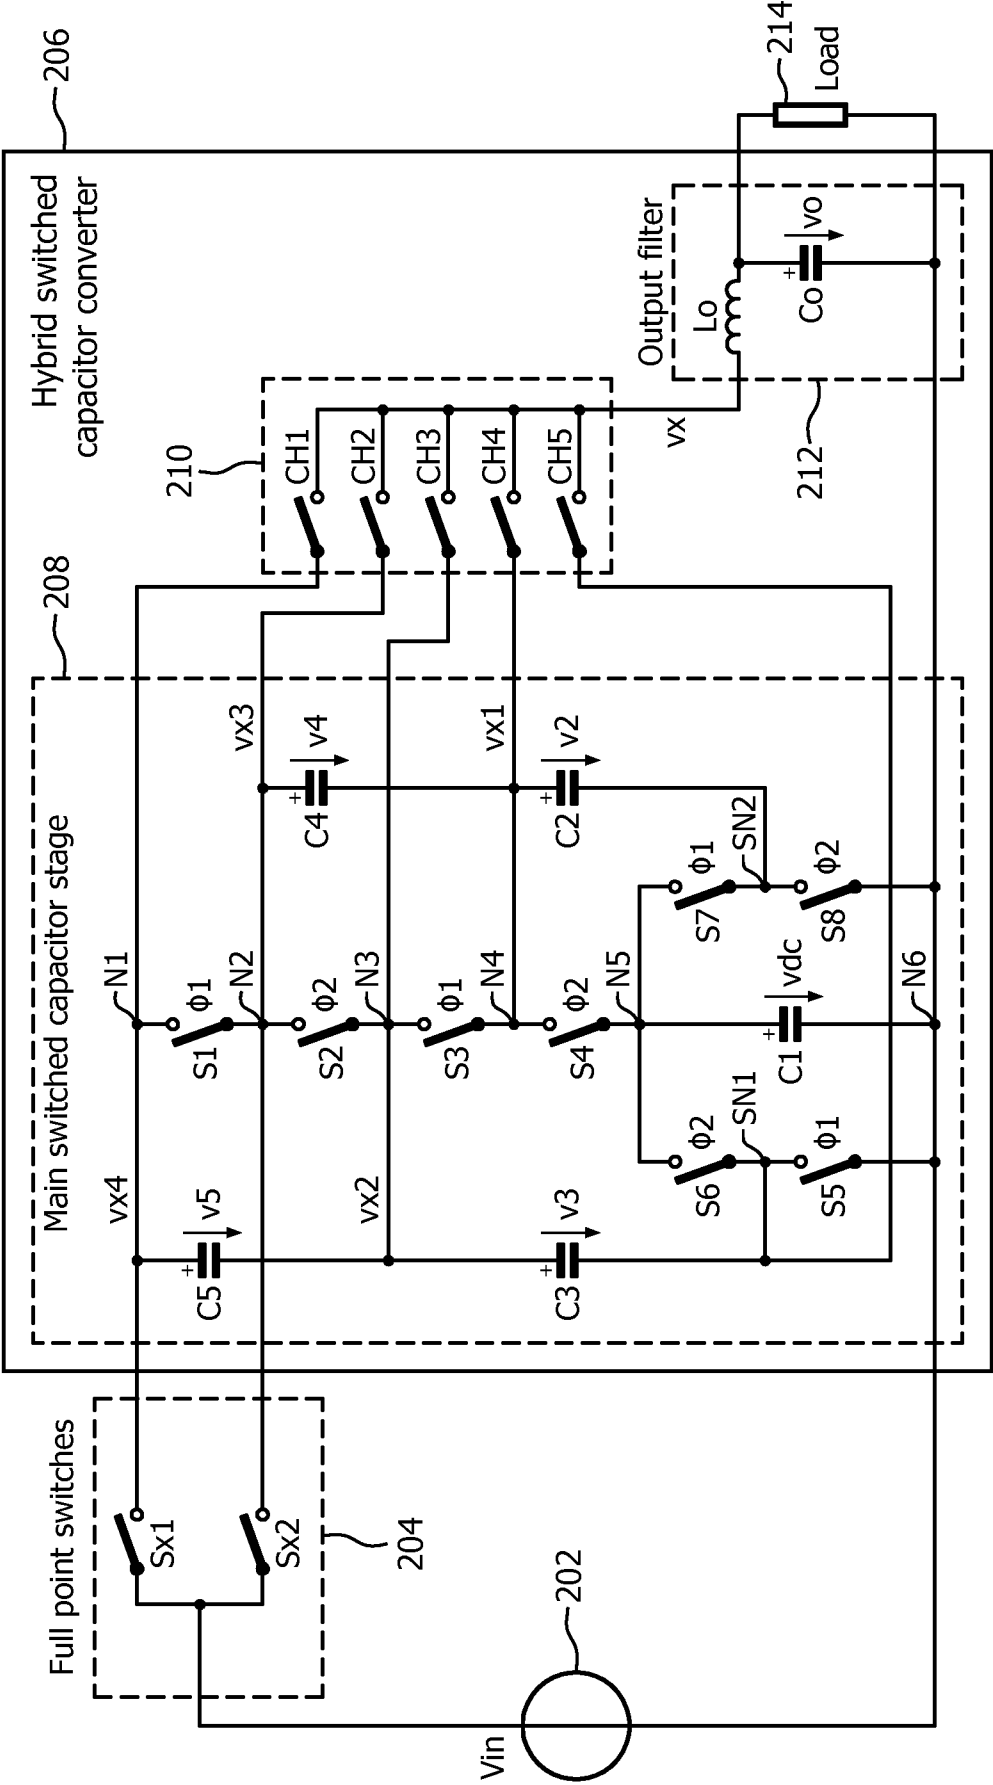 206
Hybrid switched
capacitor converter
208
Main switched capacitor stage
210
Full point switches
Sx1
Sx2
204
Vin
202
vx4
N1
C5
+
v5
S1
ϕ1
N2
vx3
C4
+
v4
S2
ϕ2
vx2
N3
S3
ϕ1
N4
vx1
C3
+
v3
S4
ϕ2
C2
+
v2
N5
S6
ϕ2
SN1
S5
ϕ1
C1
+
vdc
S7
ϕ1
SN2
S8
ϕ2
N6
CH1
CH2
CH3
CH4
CH5
vx
Output filter
Lo
Co
+
vo
212
214
Load